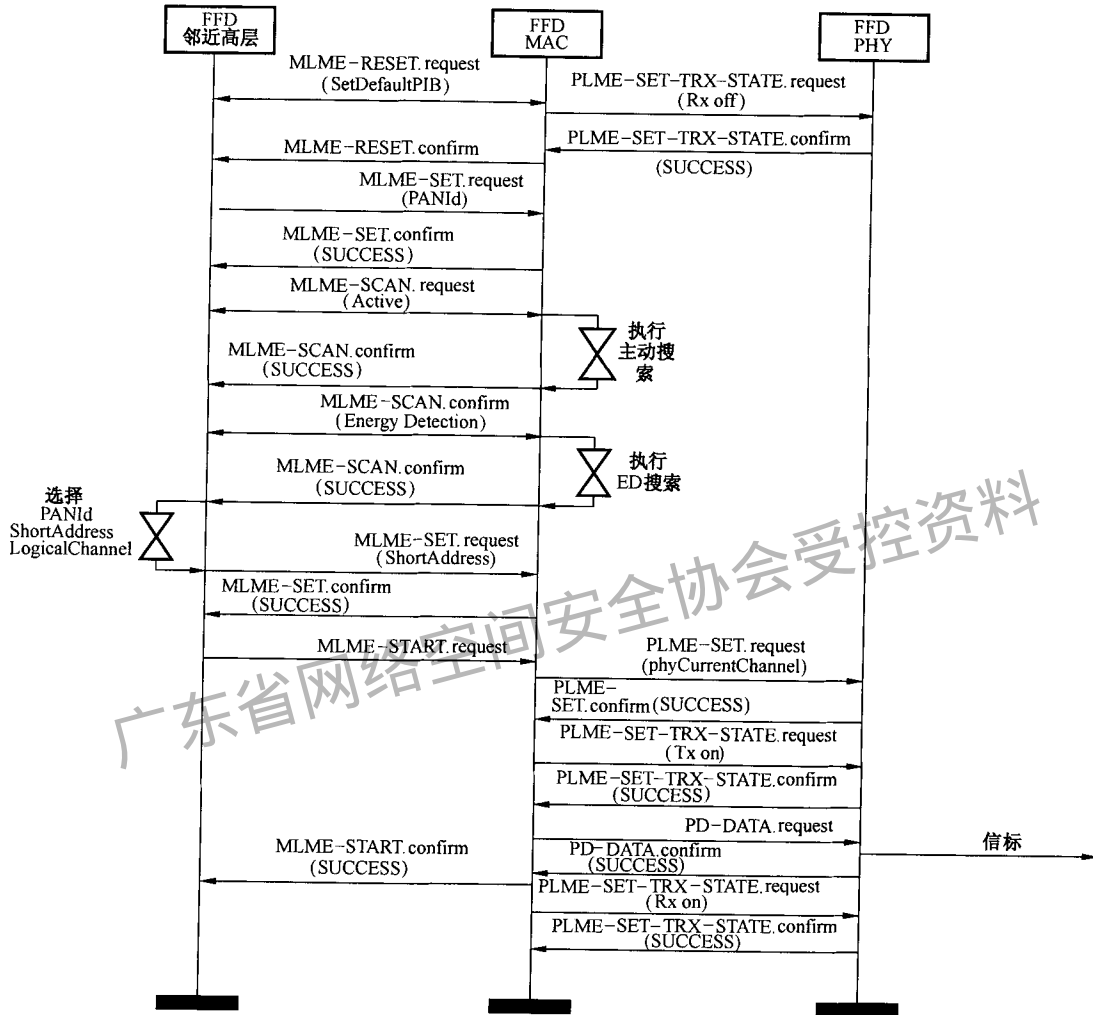 FFD
邻近高层
FFD
MAC
FFD
PHY
MLME-RESET.request
(SetDefaultPIB)
PLME-SET-TRX-STATE.request
(Rx off)
MLME-RESET.confirm
PLME-SET-TRX-STATE.confirm
(SUCCESS)
MLME-SET.request
(PANId)
MLME-SET.confirm
(SUCCESS)
MLME-SCAN.request
(Active)
执行
主动搜
索
MLME-SCAN.confirm
(SUCCESS)
MLME-SCAN.confirm
(Energy Detection)
执行
ED搜索
MLME-SCAN.confirm
(SUCCESS)
选择
PANId
ShortAddress
LogicalChannel
MLME-SET.request
(ShortAddress)
MLME-SET.confirm
(SUCCESS)
MLME-START.request
PLME-SET.request
(phyCurrentChannel)
PLME-
SET.confirm(SUCCESS)
PLME-SET-TRX-STATE.request
(Tx on)
PLME-SET-TRX-STATE.confirm
(SUCCESS)
PD-DATA.request
信标
MLME-START.confirm
(SUCCESS)
PD-DATA.confirm
(SUCCESS)
PLME-SET-TRX-STATE.request
(Rx on)
PLME-SET-TRX-STATE.confirm
(SUCCESS)
广东省网络空间安全协会受控资料